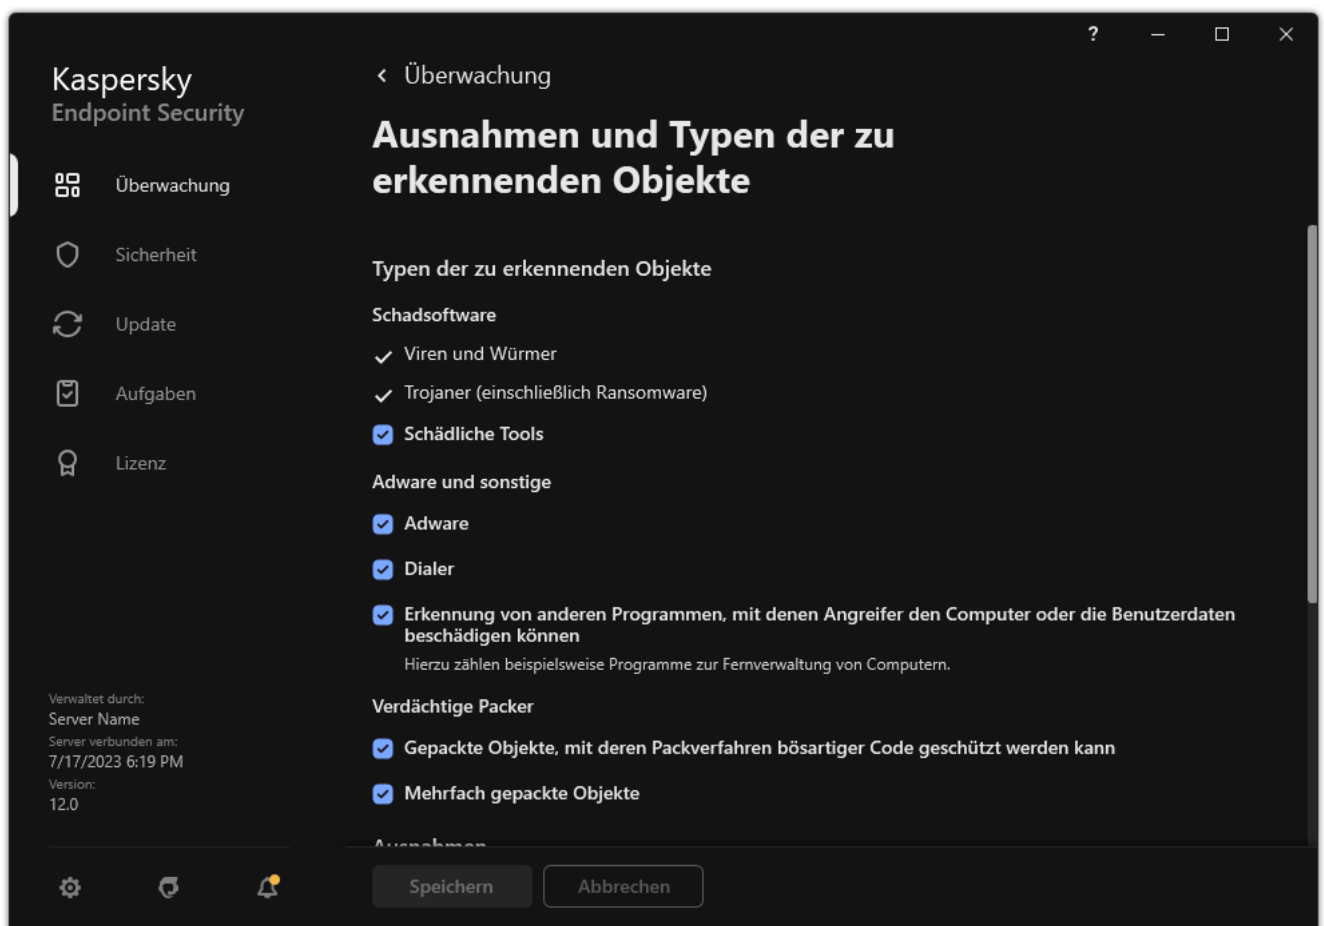 ?
Kaspersky
Endpoint Security
Überwachung
Sicherheit
Update
Aufgaben
Lizenz
Verwaltet durch:
Server Name
Server verbunden am:
7/17/2023 6:19 PM
Version:
12.0
Überwachung
Ausnahmen und Typen der zu
erkennenden Objekte
Typen der zu erkennenden Objekte
Schadsoftware
Viren und Würmer
Trojaner (einschließlich Ransomware)
Schädliche Tools
Adware und sonstige
Adware
Dialer
Erkennung von anderen Programmen, mit denen Angreifer den Computer oder die Benutzerdaten
beschädigen können
Hierzu zählen beispielsweise Programme zur Fernverwaltung von Computern.
Verdächtige Packer
Gepackte Objekte, mit deren Packverfahren bösartiger Code geschützt werden kann
Mehrfach gepackte Objekte
Ausnahmen
Speichern
Abbrechen